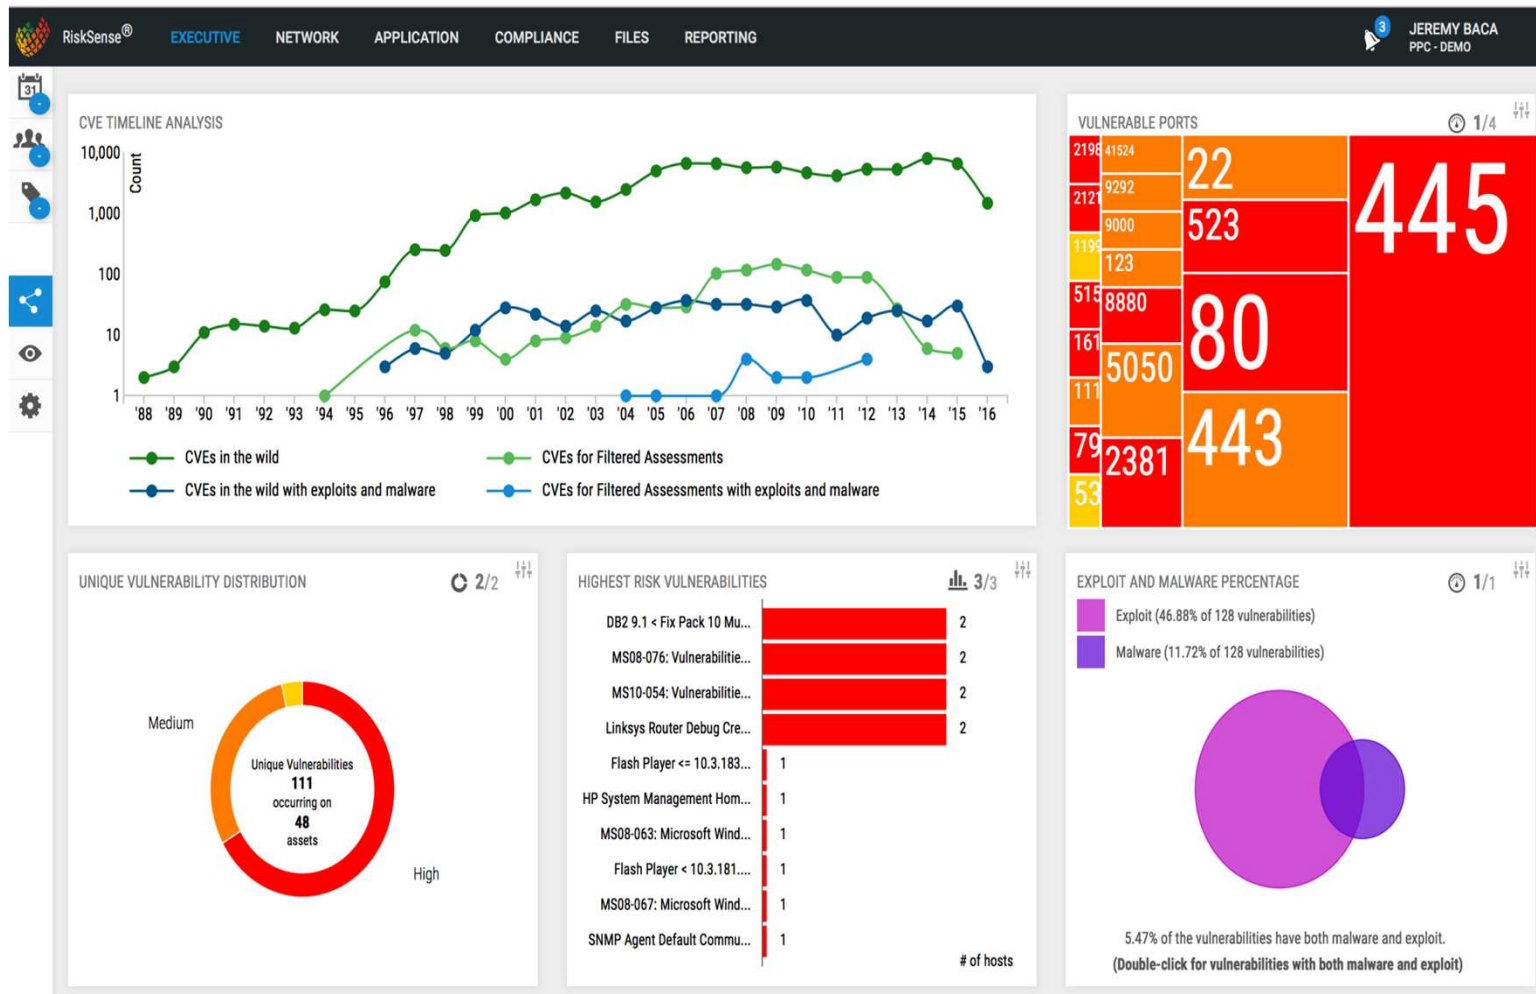 RiskSense®
EXECUTIVE
NETWORK
APPLICATION
COMPLIANCE
FILES
REPORTING
3
JEREMY BACA
PPC - DEMO
31
CVE TIMELINE ANALYSIS
10,000
1,000
100
10
1
Count
'88 '89 '90 '91 '92 '93 '94 '95 '96 '97 '98 '99 '00 '01 '02 '03 '04 '05 '06 '07 '08 '09 '10 '11 '12 '13 '14 '15 '16
CVEs in the wild
CVEs for Filtered Assessments
CVEs in the wild with exploits and malware
CVEs for Filtered Assessments with exploits and malware
VULNERABLE PORTS
1/4
2198
2121
1199
515
161
111
79
53
41524
9292
9000
123
8880
5050
2381
22
523
80
443
445
UNIQUE VULNERABILITY DISTRIBUTION
2/2
Medium
Unique Vulnerabilities
111
occurring on
48
assets
High
HIGHEST RISK VULNERABILITIES
3/3
DB2 9.1 < Fix Pack 10 Mu... 2
MS08-076: Vulnerabilitie... 2
MS10-054: Vulnerabilitie... 2
Linksys Router Debug Cre... 2
Flash Player <= 10.3.183... 1
HP System Management Hom... 1
MS08-063: Microsoft Wind... 1
Flash Player < 10.3.181.... 1
MS08-067: Microsoft Wind... 1
SNMP Agent Default Commu... 1
# of hosts
EXPLOIT AND MALWARE PERCENTAGE
1/1
Exploit (46.88% of 128 vulnerabilities)
Malware (11.72% of 128 vulnerabilities)
5.47% of the vulnerabilities have both malware and exploit.
(Double-click for vulnerabilities with both malware and exploit)